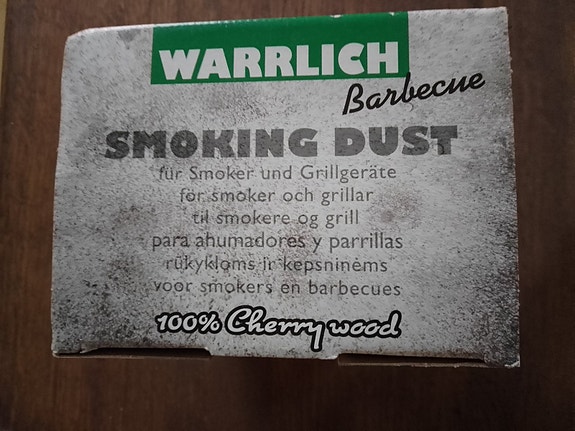 WARRLICH
Barbecue
SMOKING DUST
für Smoker und Grillgeräte
för smoker och grillar
til smokere og grill
para ahumadores y parrillas
rūkykloms ir kepsninėms
voor smokers en barbecues
100% Cherry wood